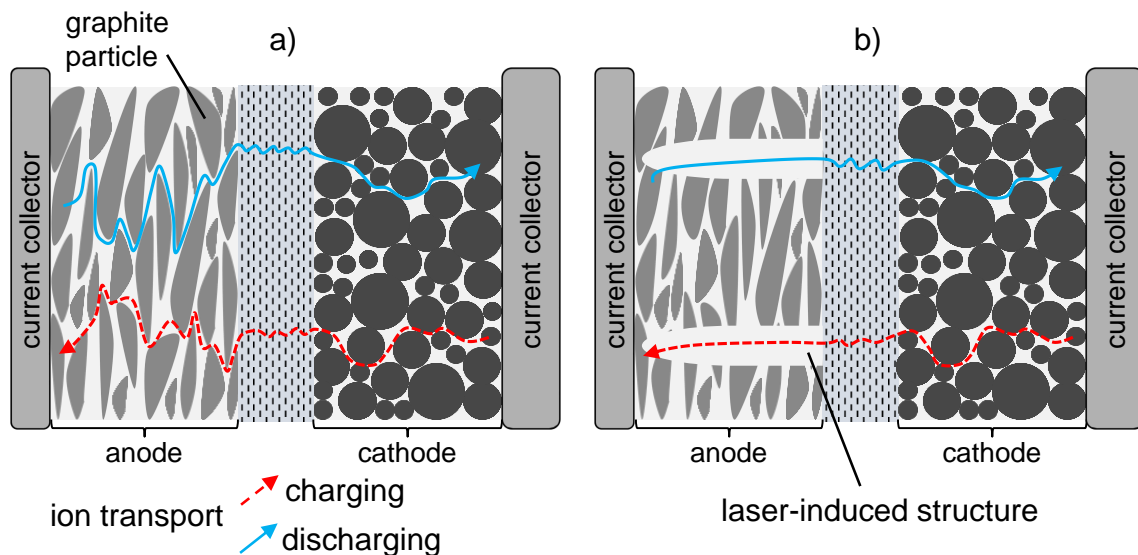 graphite
particle
a)
b)
current collector
current collector
current collector
current collector
anode
cathode
anode
cathode
ion transport
charging
discharging
laser-induced structure